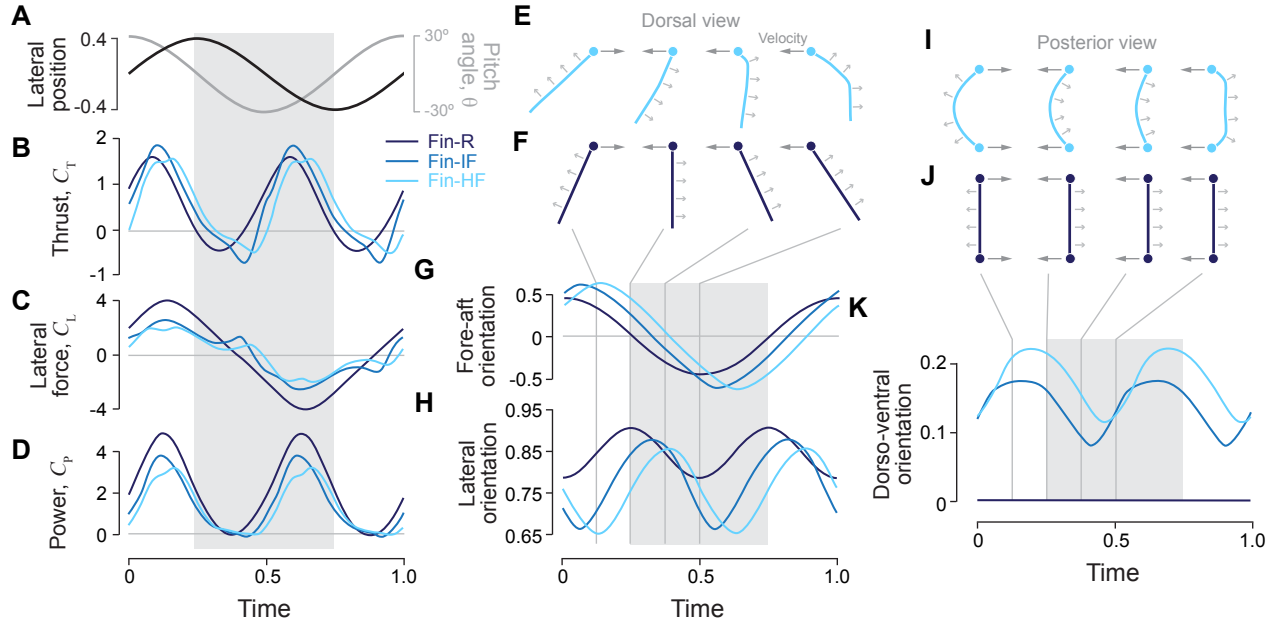 A
Lateral
position
0.4
-0.4
30º
-30º
Pitch
angle, θ
B
Thrust, C_T
2
1
0
-1
Fin-R
Fin-IF
Fin-HF
C
Lateral
force, C_L
4
0
-4
D
Power, C_P
4
2
0
0
0.5
1.0
Time
E
Dorsal view
Velocity
F
G
Fore-aft
orientation
0.5
0
-0.5
H
Lateral
orientation
0.95
0.85
0.75
0.65
0
0.5
1.0
Time
I
Posterior view
J
K
Dorso-ventral
orientation
0.2
0.1
0
0
0.5
1.0
Time